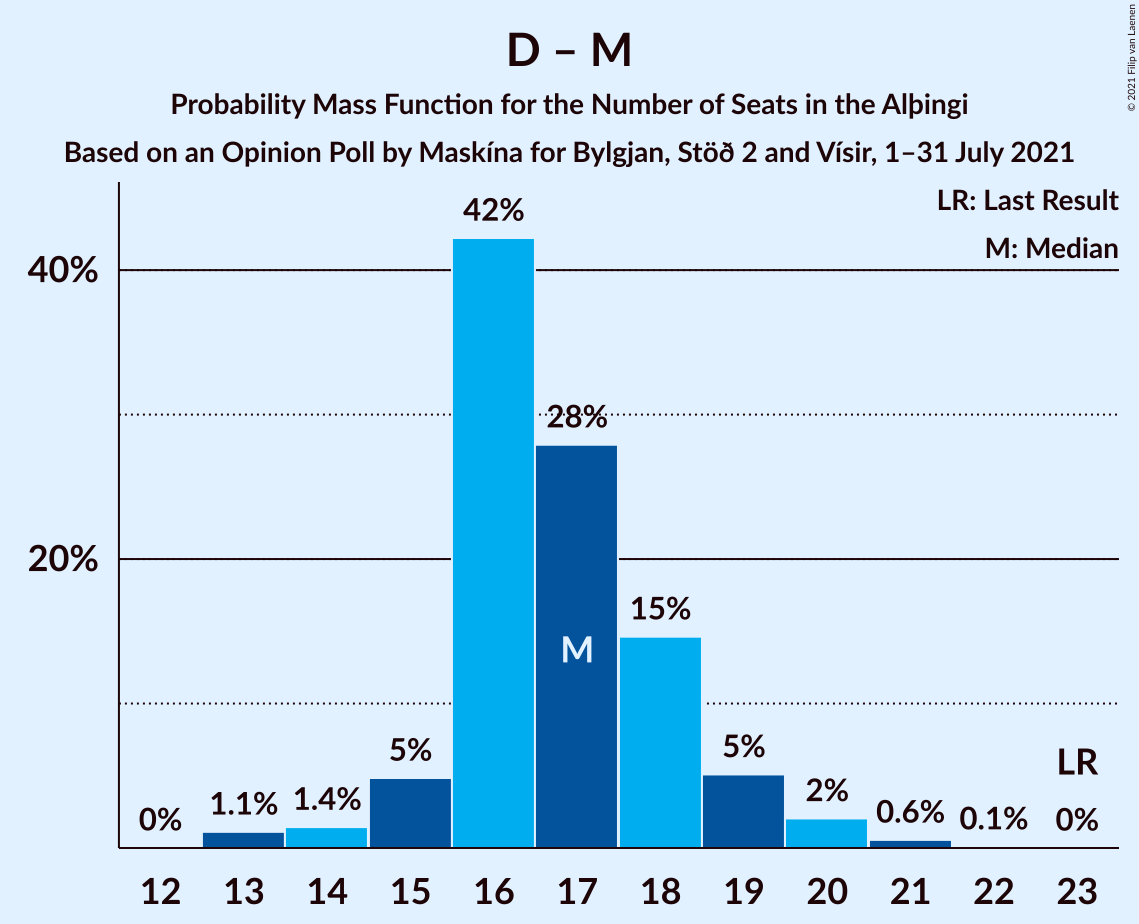 D – M
Probability Mass Function for the Number of Seats in the Alþingi
Based on an Opinion Poll by Maskína for Bylgjan, Stöð 2 and Vísir, 1–31 July 2021
© 2021 Filip van Laenen
LR: Last Result
M: Median
42%
40%
28%
20%
15%
M
5%
5%
LR
0%
1.1%
1.4%
2%
0.6%
0.1%
0%
12 13 14 15 16 17 18 19 20 21 22 23